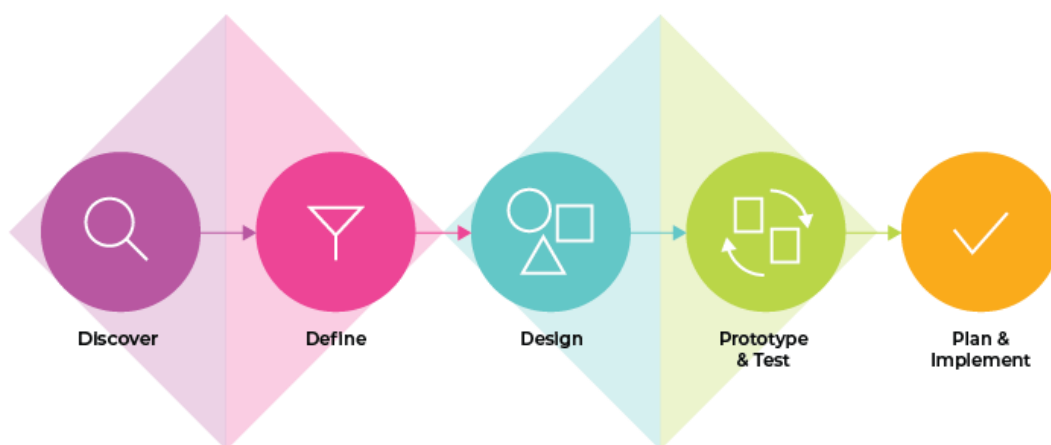 Discover
Define
Design
Prototype
& Test
Plan &
Implement